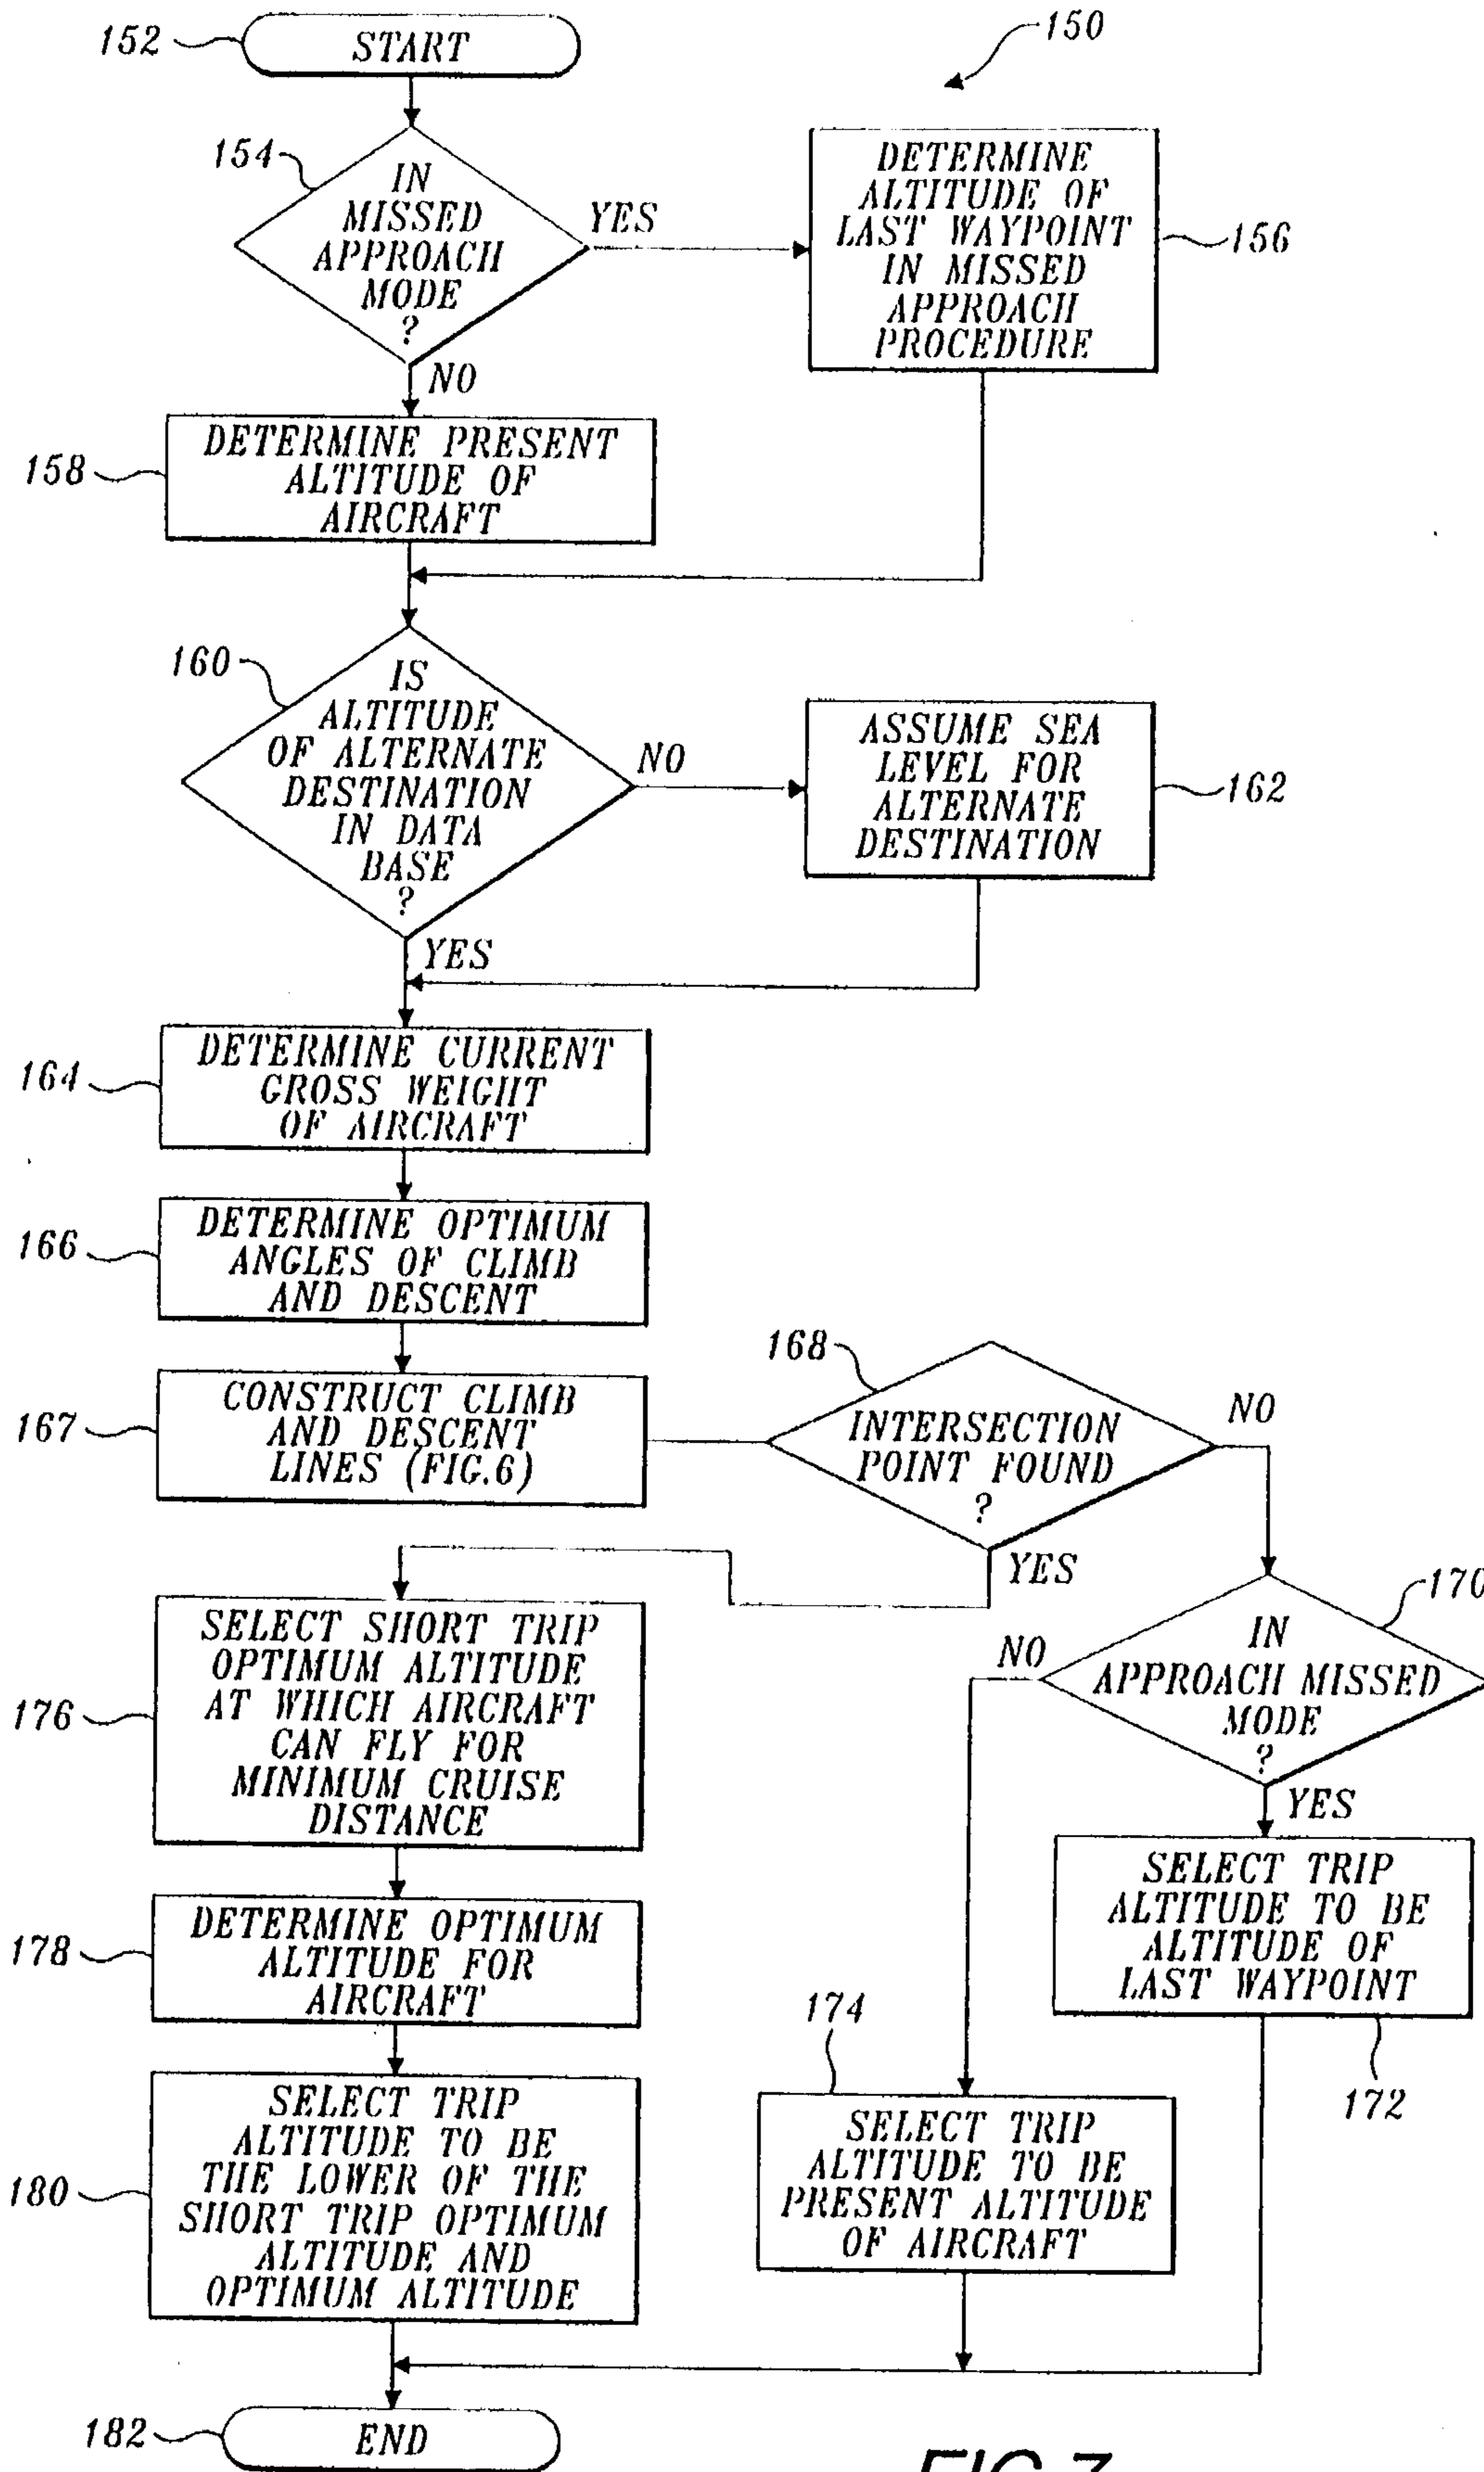 152
START
150
154
IN
MISSED
APPROACH
MODE
?
YES
DETERMINE
ALTITUDE OF
LAST WAYPOINT
IN MISSED
APPROACH
PROCEDURE
156
NO
158
DETERMINE PRESENT
ALTITUDE OF
AIRCRAFT
160
IS
ALTITUDE
OF ALTERNATE
DESTINATION
IN DATA
BASE
?
NO
ASSUME SEA
LEVEL FOR
ALTERNATE
DESTINATION
162
YES
164
DETERMINE CURRENT
GROSS WEIGHT
OF AIRCRAFT
166
DETERMINE OPTIMUM
ANGLES OF CLIMB
AND DESCENT
167
CONSTRUCT CLIMB
AND DESCENT
LINES (FIG.6)
168
INTERSECTION
POINT FOUND
?
NO
YES
170
IN
APPROACH MISSED
MODE
?
NO
YES
176
SELECT SHORT TRIP
OPTIMUM ALTITUDE
AT WHICH AIRCRAFT
CAN FLY FOR
MINIMUM CRUISE
DISTANCE
SELECT TRIP
ALTITUDE TO BE
ALTITUDE OF
LAST WAYPOINT
172
178
DETERMINE OPTIMUM
ALTITUDE FOR
AIRCRAFT
174
SELECT TRIP
ALTITUDE TO BE
PRESENT ALTITUDE
OF AIRCRAFT
180
SELECT TRIP
ALTITUDE TO BE
THE LOWER OF THE
SHORT TRIP OPTIMUM
ALTITUDE AND
OPTIMUM ALTITUDE
182
END